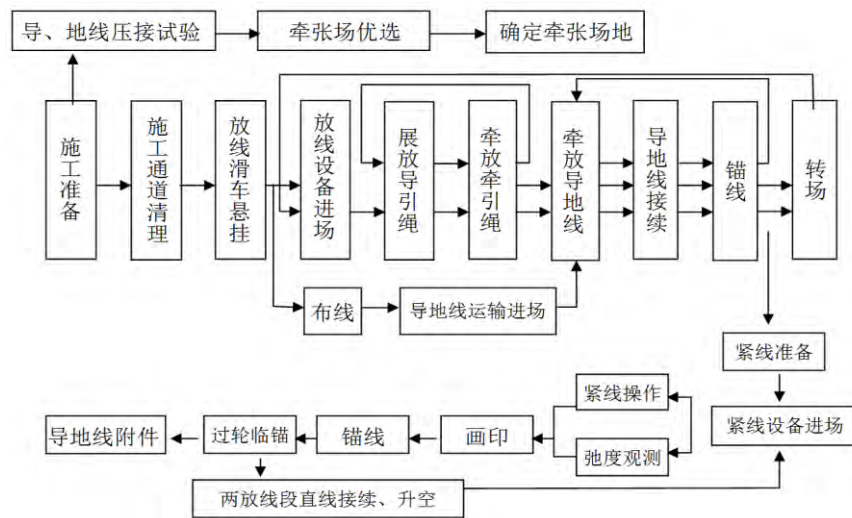 导、地线压接试验
牵张场优选
确定牵张场地
施工准备
施工通道清理
放线滑车悬挂
放线设备进场
展放导引绳
牵放牵引绳
牵放导地线
导地线接续
锚线
转场
布线
导地线运输进场
紧线准备
紧线操作
导地线附件
过轮临锚
锚线
画印
紧线设备进场
弛度观测
两放线段直线接续、升空